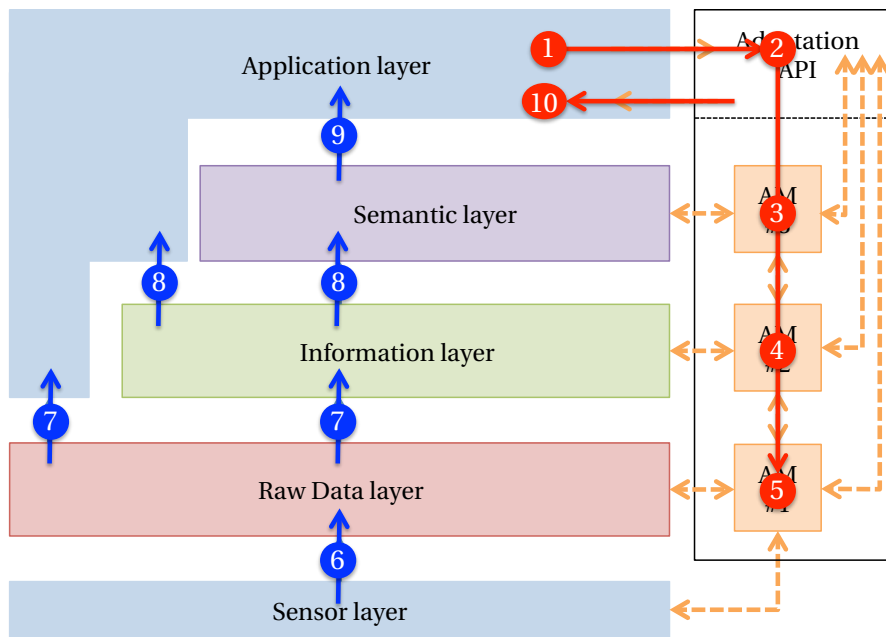 Application layer
1
2
Adaptation
API
10
9
Semantic layer
AM
3
8
8
Information layer
AM
4
7
7
Raw Data layer
AM
5
6
Sensor layer